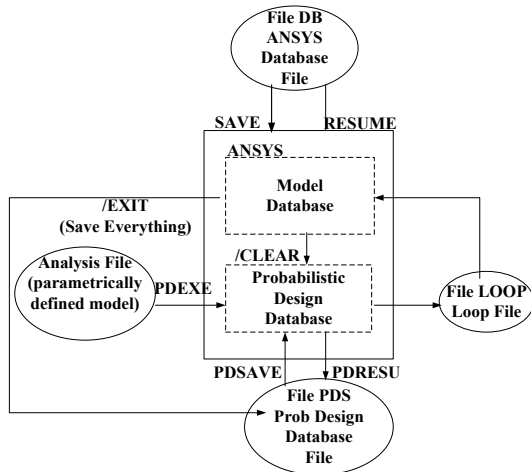 File DB
ANSYS
Database
File
SAVE
RESUME
ANSYS
Model
Database
/EXIT
(Save Everything)
/CLEAR
Analysis File
(parametrically
defined model)
PDEXE
Probabilistic
Design
Database
File LOOP
Loop File
PDSAVE
PDRESU
File PDS
Prob Design
Database
File